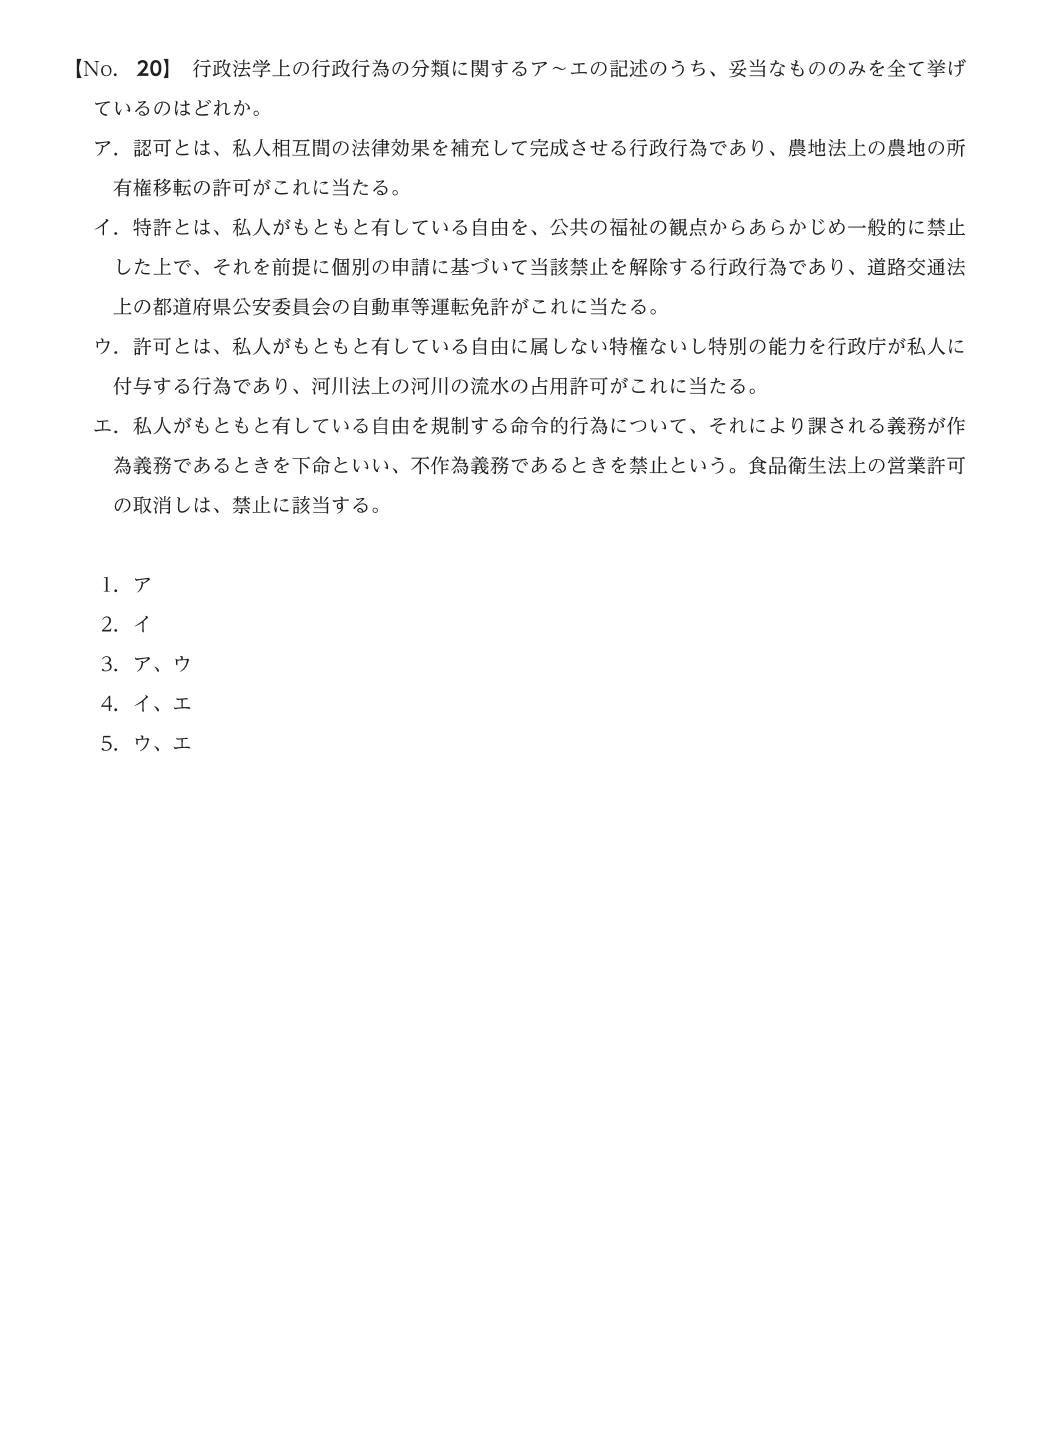 【No. 20】 行政法学上の行政行為の分類に関するア～エの記述のうち、妥当なもののみを全て挙げ
ているのはどれか。
ア．認可とは、私人相互間の法律効果を補充して完成させる行政行為であり、農地法上の農地の所
有権移転の許可がこれに当たる。
イ．特許とは、私人がもともと有している自由を、公共の福祉の観点からあらかじめ一般的に禁止
した上で、それを前提に個別の申請に基づいて当該禁止を解除する行政行為であり、道路交通法
上の都道府県公安委員会の自動車等運転免許がこれに当たる。
ウ．許可とは、私人がもともと有している自由に属しない特権ないし特別の能力を行政庁が私人に
付与する行為であり、河川法上の河川の流水の占用許可がこれに当たる。
エ．私人がもともと有している自由を規制する命令的行為について、それにより課される義務が作
為義務であるときを下命といい、不作為義務であるときを禁止という。食品衛生法上の営業許可
の取消しは、禁止に該当する。
1．ア
2．イ
3．ア、ウ
4．イ、エ
5．ウ、エ